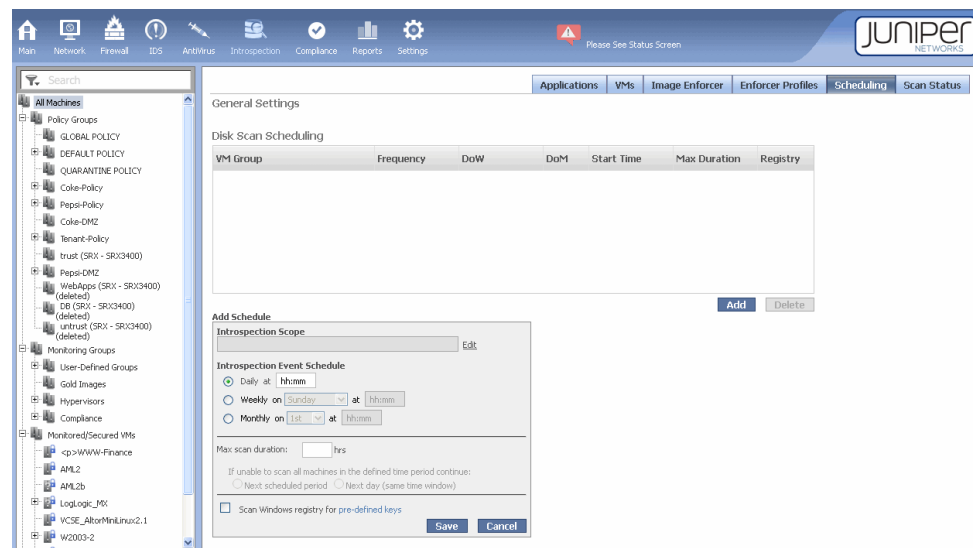 Main Network Firewall IDS AntiVirus Introspection Compliance Reports Settings
Please See Status Screen
JUNIPER
NETWORKS
Search
All Machines
Policy Groups
GLOBAL POLICY
DEFAULT POLICY
QUARANTINE POLICY
Coke-Policy
Pepsi-Policy
Coke-DMZ
Tenant-Policy
trust (SRX - SRX3400)
Pepsi-DMZ
WebApps (SRX - SRX3400)
(deleted)
DB (SRX - SRX3400)
(deleted)
untrust (SRX - SRX3400)
(deleted)
Monitoring Groups
User-Defined Groups
Gold Images
Hypervisors
Compliance
Monitored/Secured VMs
<p>WWW-Finance
AML2
AML2b
LogLogic_MX
VCSE_AltorMiniLinux2.1
W2003-2
Applications VMs Image Enforcer Enforcer Profiles Scheduling Scan Status
General Settings
Disk Scan Scheduling
VM Group Frequency DoW DoM Start Time Max Duration Registry
Add Delete
Add Schedule
Introspection Scope
Edit
Introspection Event Schedule
Daily at hh:mm
Weekly on Sunday at hh:mm
Monthly on 1st at hh:mm
Max scan duration: hrs
If unable to scan all machines in the defined time period continue:
Next scheduled period Next day (same time window)
Scan Windows registry for pre-defined keys
Save Cancel